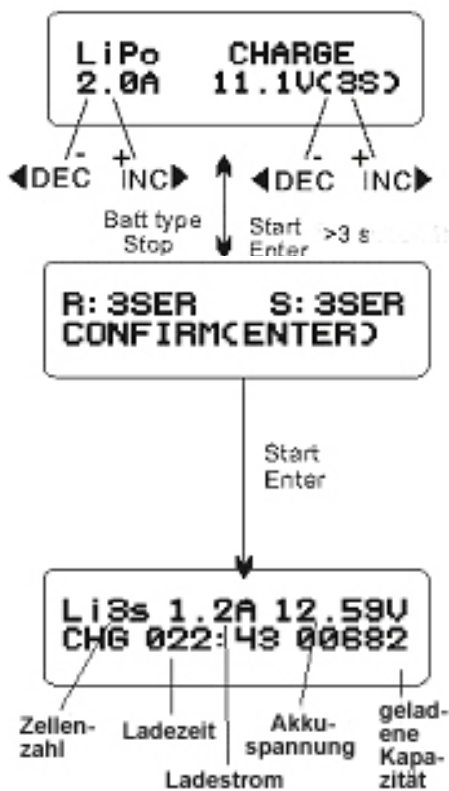 LiPo CHARGE
2.0A 11.1V(3S)
- + - +
◀DEC INC▶ ◀DEC INC▶
Batt type Start >3 s
Stop Enter
R: 3SER S: 3SER
CONFIRM(ENTER)
Start
Enter
Li3s 1.2A 12.59V
CHG 022:43 00682
Zellen-
zahl
Ladezeit
Ladestrom
Akku-
spannung
gelad-
ene
Kapa-
zität